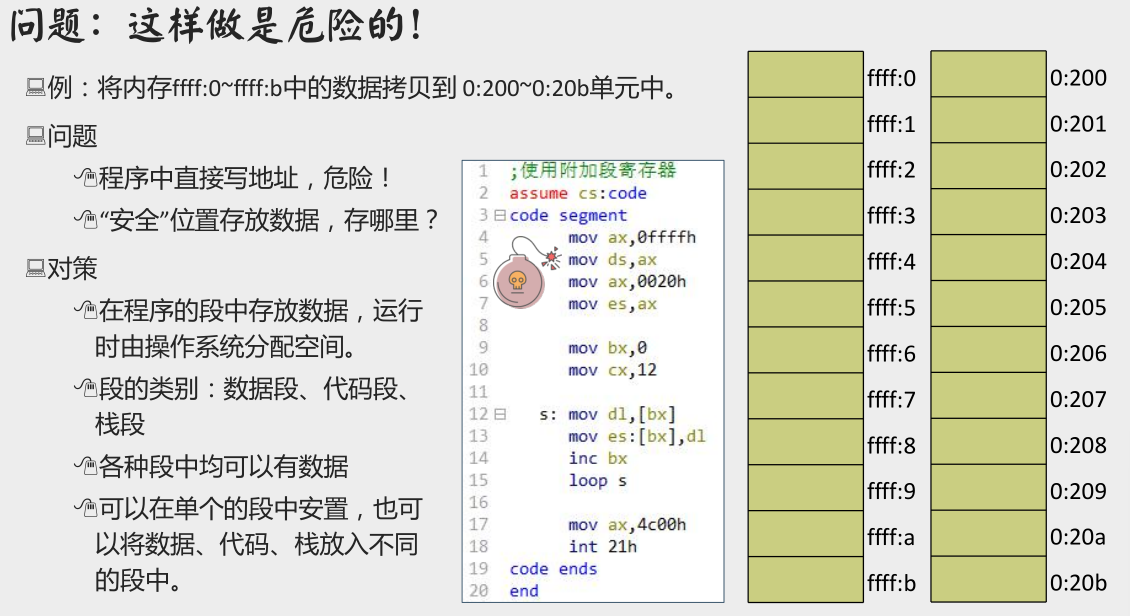 问题：这样做是危险的！
例：将内存ffff:0~ffff:b中的数据拷贝到 0:200~0:20b单元中。
问题
程序中直接写地址，危险！
“安全”位置存放数据，存哪里？
对策
在程序的段中存放数据，运行
时由操作系统分配空间。
段的类别：数据段、代码段、
栈段
各种段中均可以有数据
可以在单个的段中安置，也可
以将数据、代码、栈放入不同
的段中。
1 ;使用附加段寄存器
2 assume cs:code
3 code segment
4 mov ax,0ffffh
5 mov ds,ax
6 mov ax,0020h
7 mov es,ax
8
9 mov bx,0
10 mov cx,12
11
12 s: mov dl,[bx]
13 mov es:[bx],dl
14 inc bx
15 loop s
16
17 mov ax,4c00h
18 int 21h
19 code ends
20 end
ffff:0 0:200
ffff:1 0:201
ffff:2 0:202
ffff:3 0:203
ffff:4 0:204
ffff:5 0:205
ffff:6 0:206
ffff:7 0:207
ffff:8 0:208
ffff:9 0:209
ffff:a 0:20a
ffff:b 0:20b